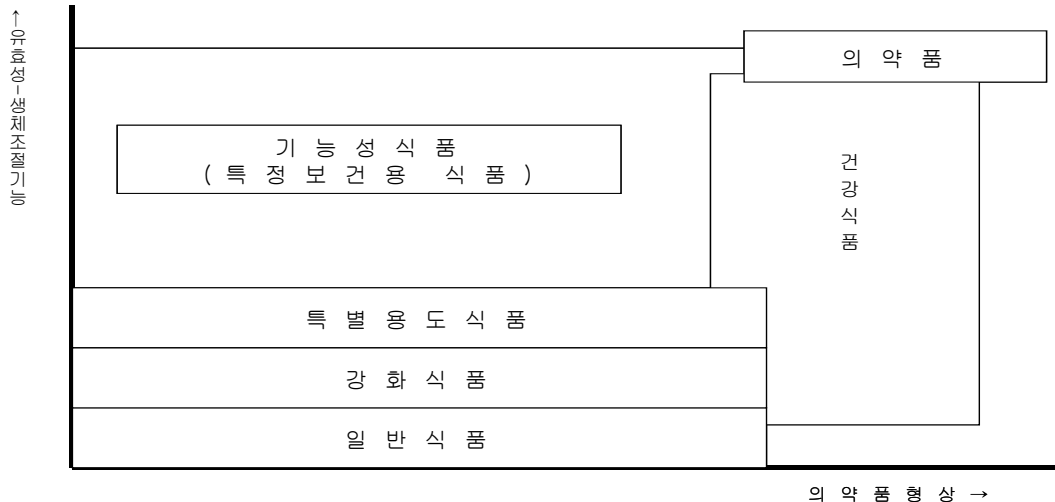 ↑유효성-생체조절기능
의 약 품
기 능 성 식 품
( 특 정 보 건 용 식 품 )
건강식품
특 별 용 도 식 품
강 화 식 품
일 반 식 품
의 약 품 형 상 →